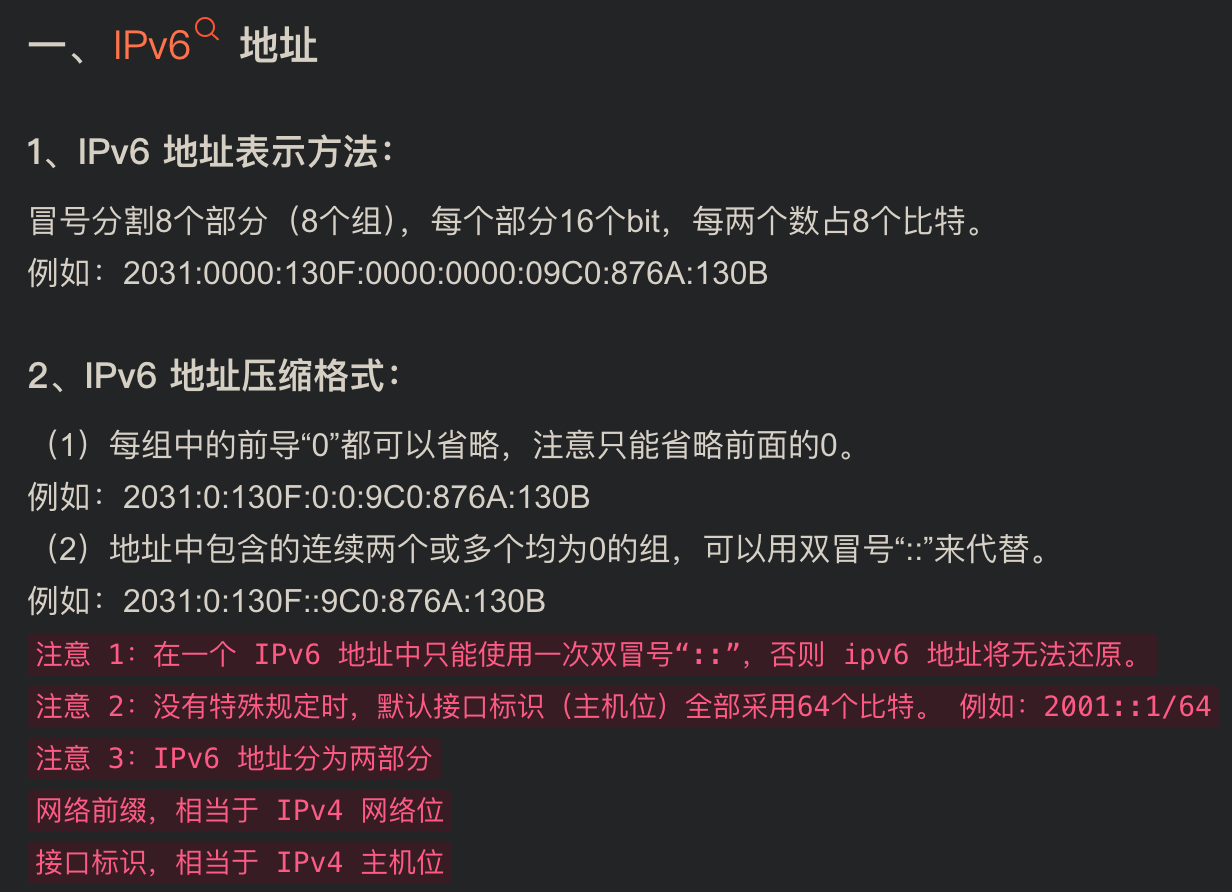 一、IPv6 地址
1、IPv6 地址表示方法：
冒号分割8个部分（8个组），每个部分16个bit，每两个数占8个比特。
例如：2031:0000:130F:0000:0000:09C0:876A:130B
2、IPv6 地址压缩格式：
（1）每组中的前导“0”都可以省略，注意只能省略前面的0。
例如：2031:0:130F:0:0:9C0:876A:130B
（2）地址中包含的连续两个或多个均为0的组，可以用双冒号“::”来代替。
例如：2031:0:130F::9C0:876A:130B
注意 1：在一个 IPv6 地址中只能使用一次双冒号“::”，否则 ipv6 地址将无法还原。
注意 2：没有特殊规定时，默认接口标识（主机位）全部采用64个比特。 例如：2001::1/64
注意 3：IPv6 地址分为两部分
网络前缀，相当于 IPv4 网络位
接口标识，相当于 IPv4 主机位